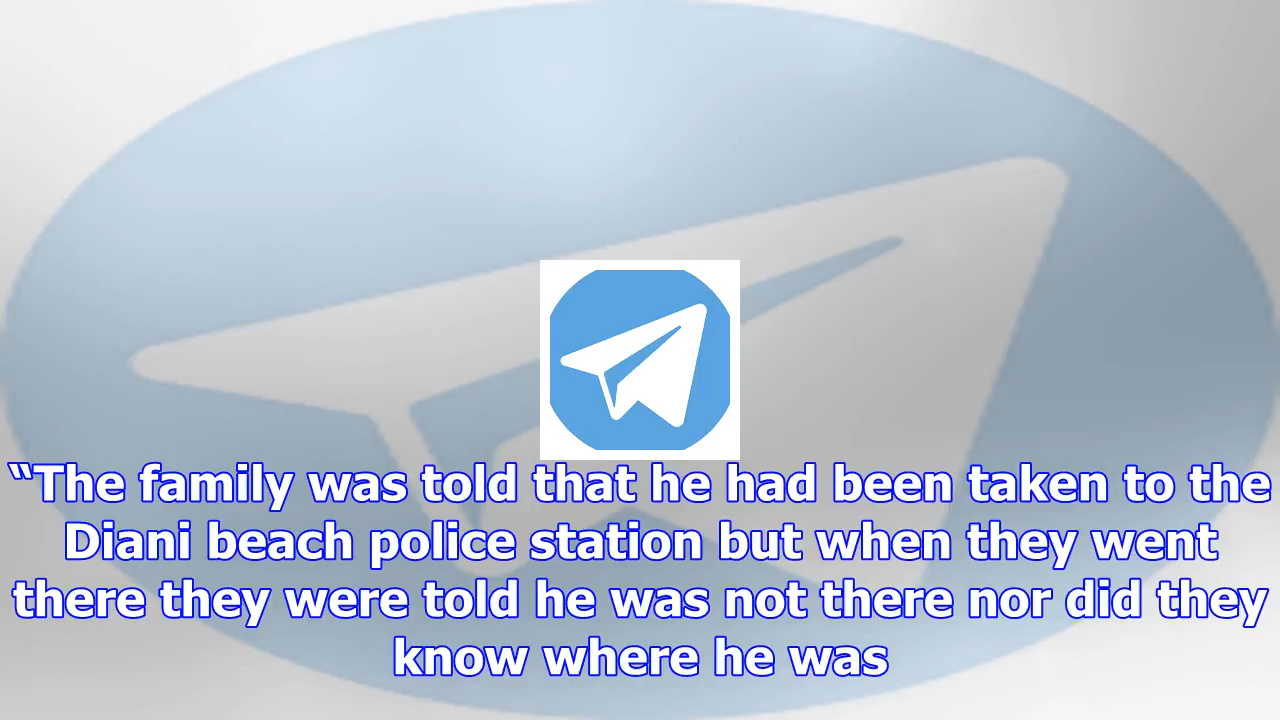 “The family was told that he had been taken to the
Diani beach police station but when they went
there they were told he was not there nor did they
know where he was